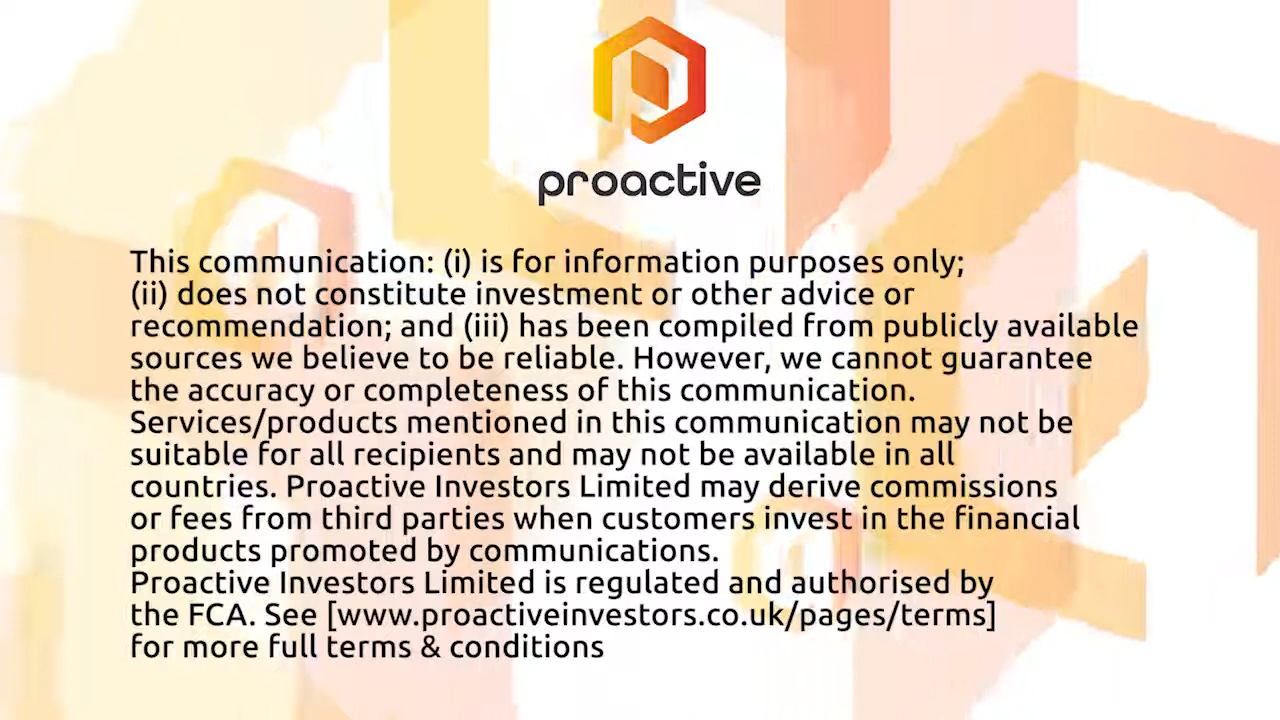 proactive
This communication: (i) is for information purposes only;
(ii) does not constitute investment or other advice or
recommendation; and (iii) has been compiled from publicly available
sources we believe to be reliable. However, we cannot guarantee
the accuracy or completeness of this communication.
Services/products mentioned in this communication may not be
suitable for all recipients and may not be available in all
countries. Proactive Investors Limited may derive commissions
or fees from third parties when customers invest in the financial
products promoted by communications.
Proactive Investors Limited is regulated and authorised by
the FCA. See [www.proactiveinvestors.co.uk/pages/terms]
for more full terms & conditions